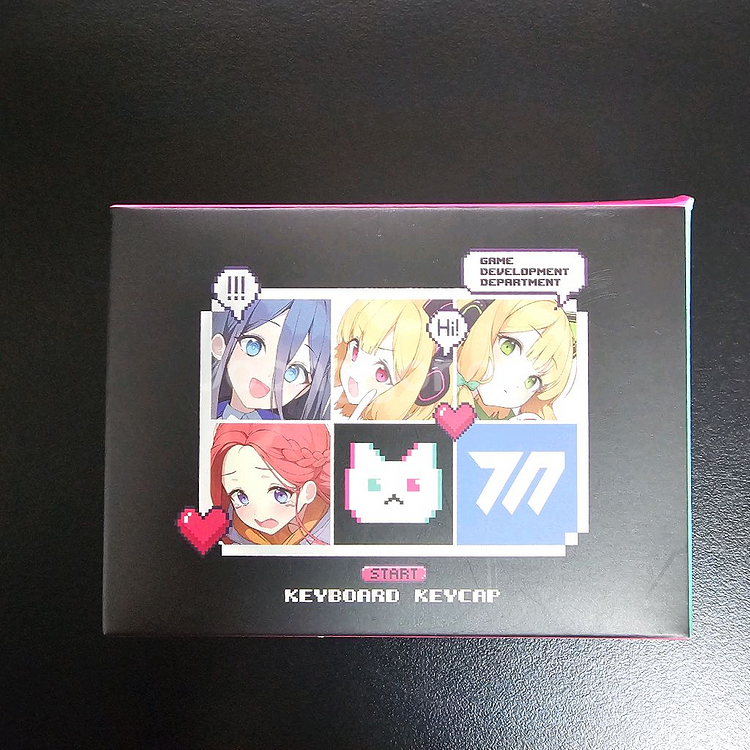 !!!
GAME
DEVELOPMENT
DEPARTMENT
Hi!
START
KEYBOARD KEYCAP